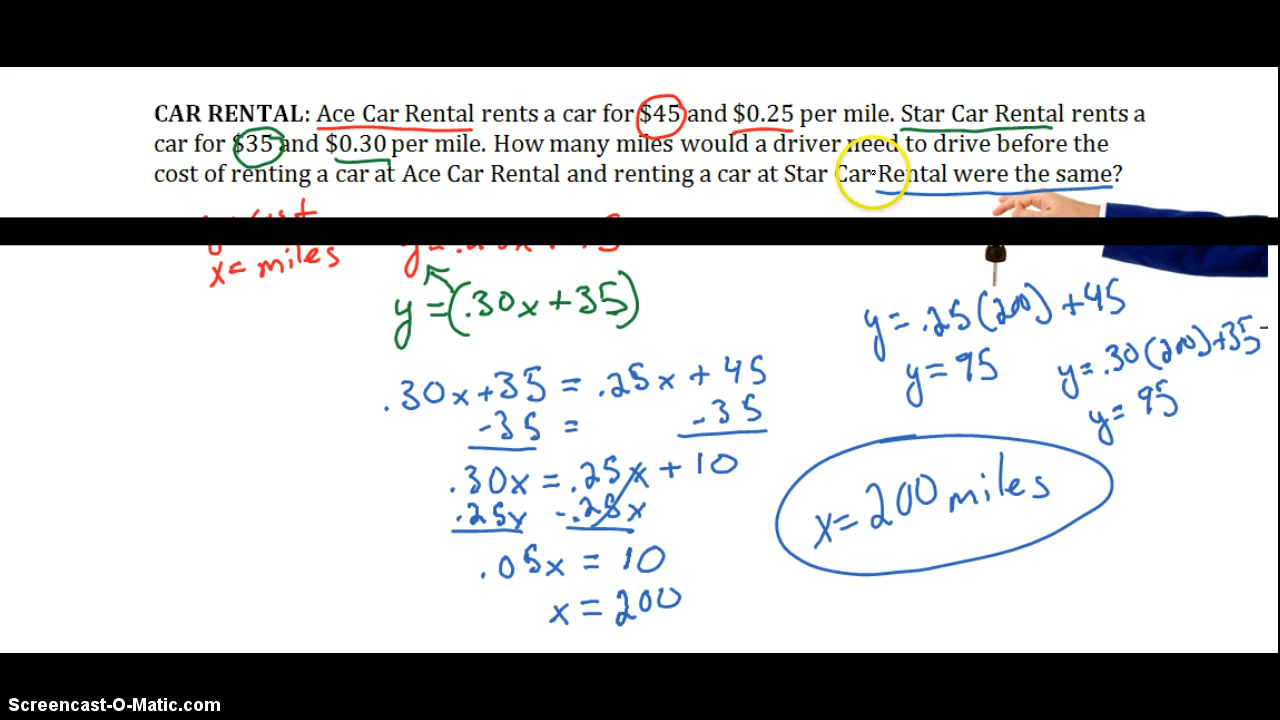 CAR RENTAL: Ace Car Rental rents a car for $45 and $0.25 per mile. Star Car Rental rents a
car for $35 and $0.30 per mile. How many miles would a driver need to drive before the
cost of renting a car at Ace Car Rental and renting a car at Star Car Rental were the same?
x= miles
y =(.30x+35)
y= .25(200)+45
y= 95
y= .30(200)+35
y= 95
.30x+35 = .25x + 45
-35 = -35
.30x = .25x + 10
.25x -.25x
.05x = 10
x = 200
x= 200 miles
Screencast-O-Matic.com